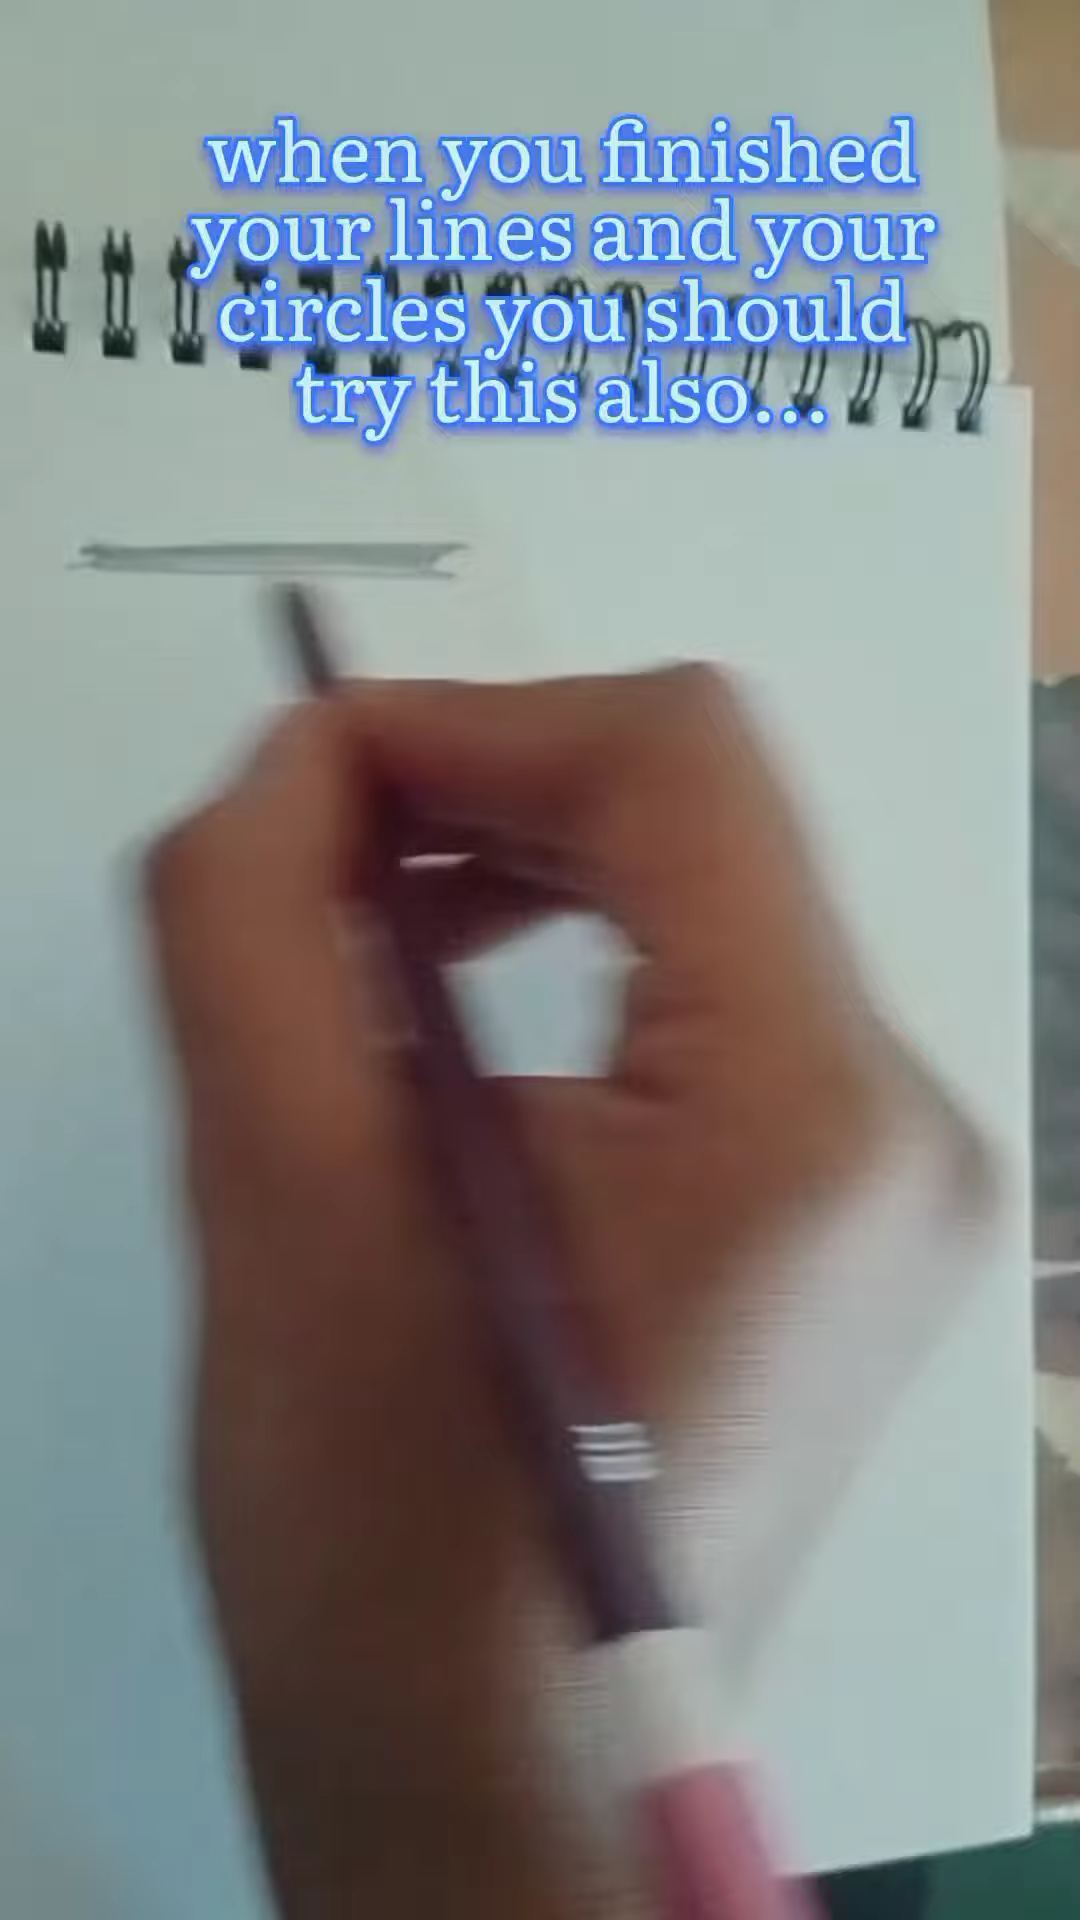 when you finished
your lines and your
circles you should
try this also...